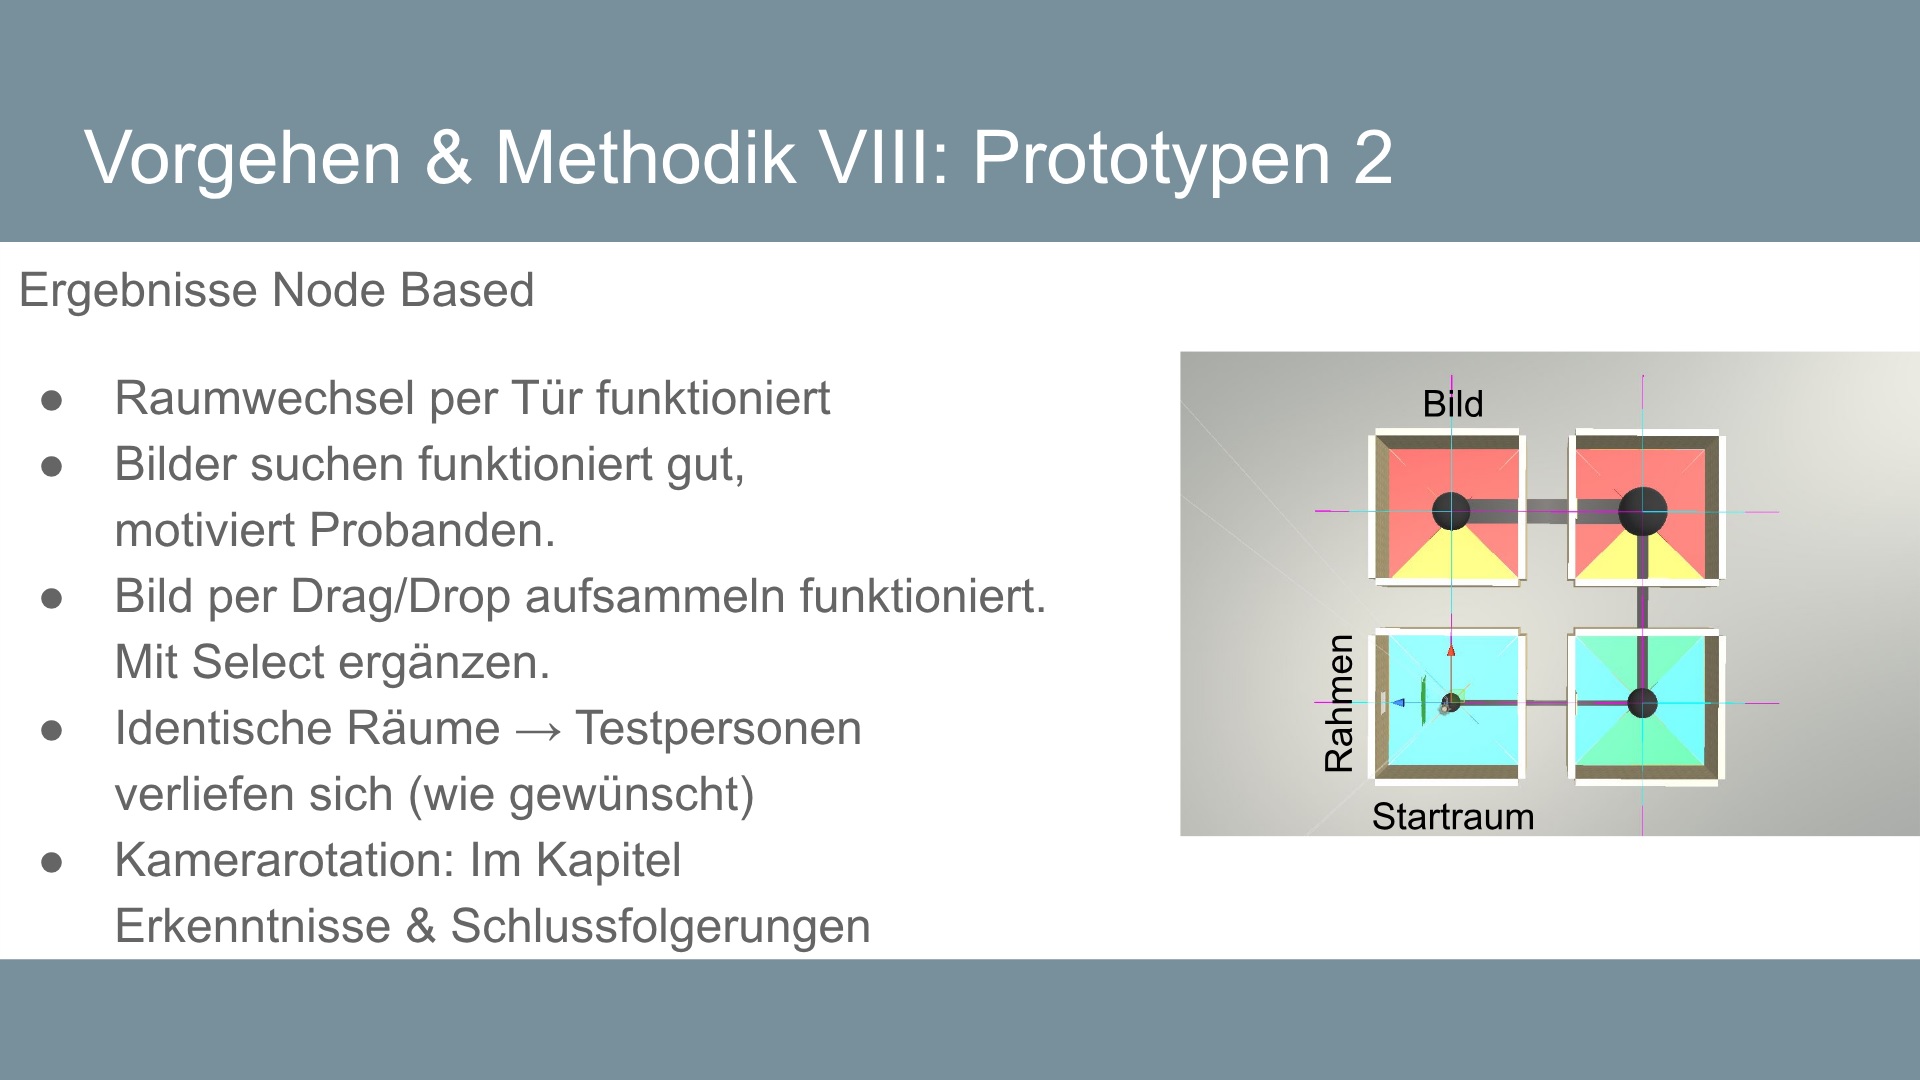 Vorgehen & Methodik VIII: Prototypen 2
Ergebnisse Node Based
● Raumwechsel per Tür funktioniert
● Bilder suchen funktioniert gut,
motiviert Probanden.
● Bild per Drag/Drop aufsammeln funktioniert.
Mit Select ergänzen.
● Identische Räume → Testpersonen
verliefen sich (wie gewünscht)
● Kamerarotation: Im Kapitel
Erkenntnisse & Schlussfolgerungen
Bild
Rahmen
Startraum